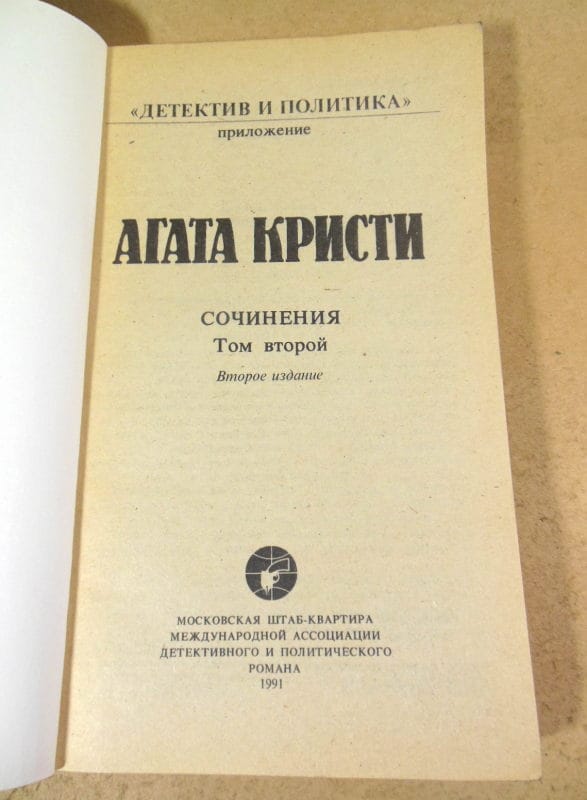 «ДЕТЕКТИВ И ПОЛИТИКА»
приложение
АГАТА КРИСТИ
СОЧИНЕНИЯ
Том второй
Второе издание
МОСКОВСКАЯ ШТАБ-КВАРТИРА
МЕЖДУНАРОДНОЙ АССОЦИАЦИИ
ДЕТЕКТИВНОГО И ПОЛИТИЧЕСКОГО
РОМАНА
1991